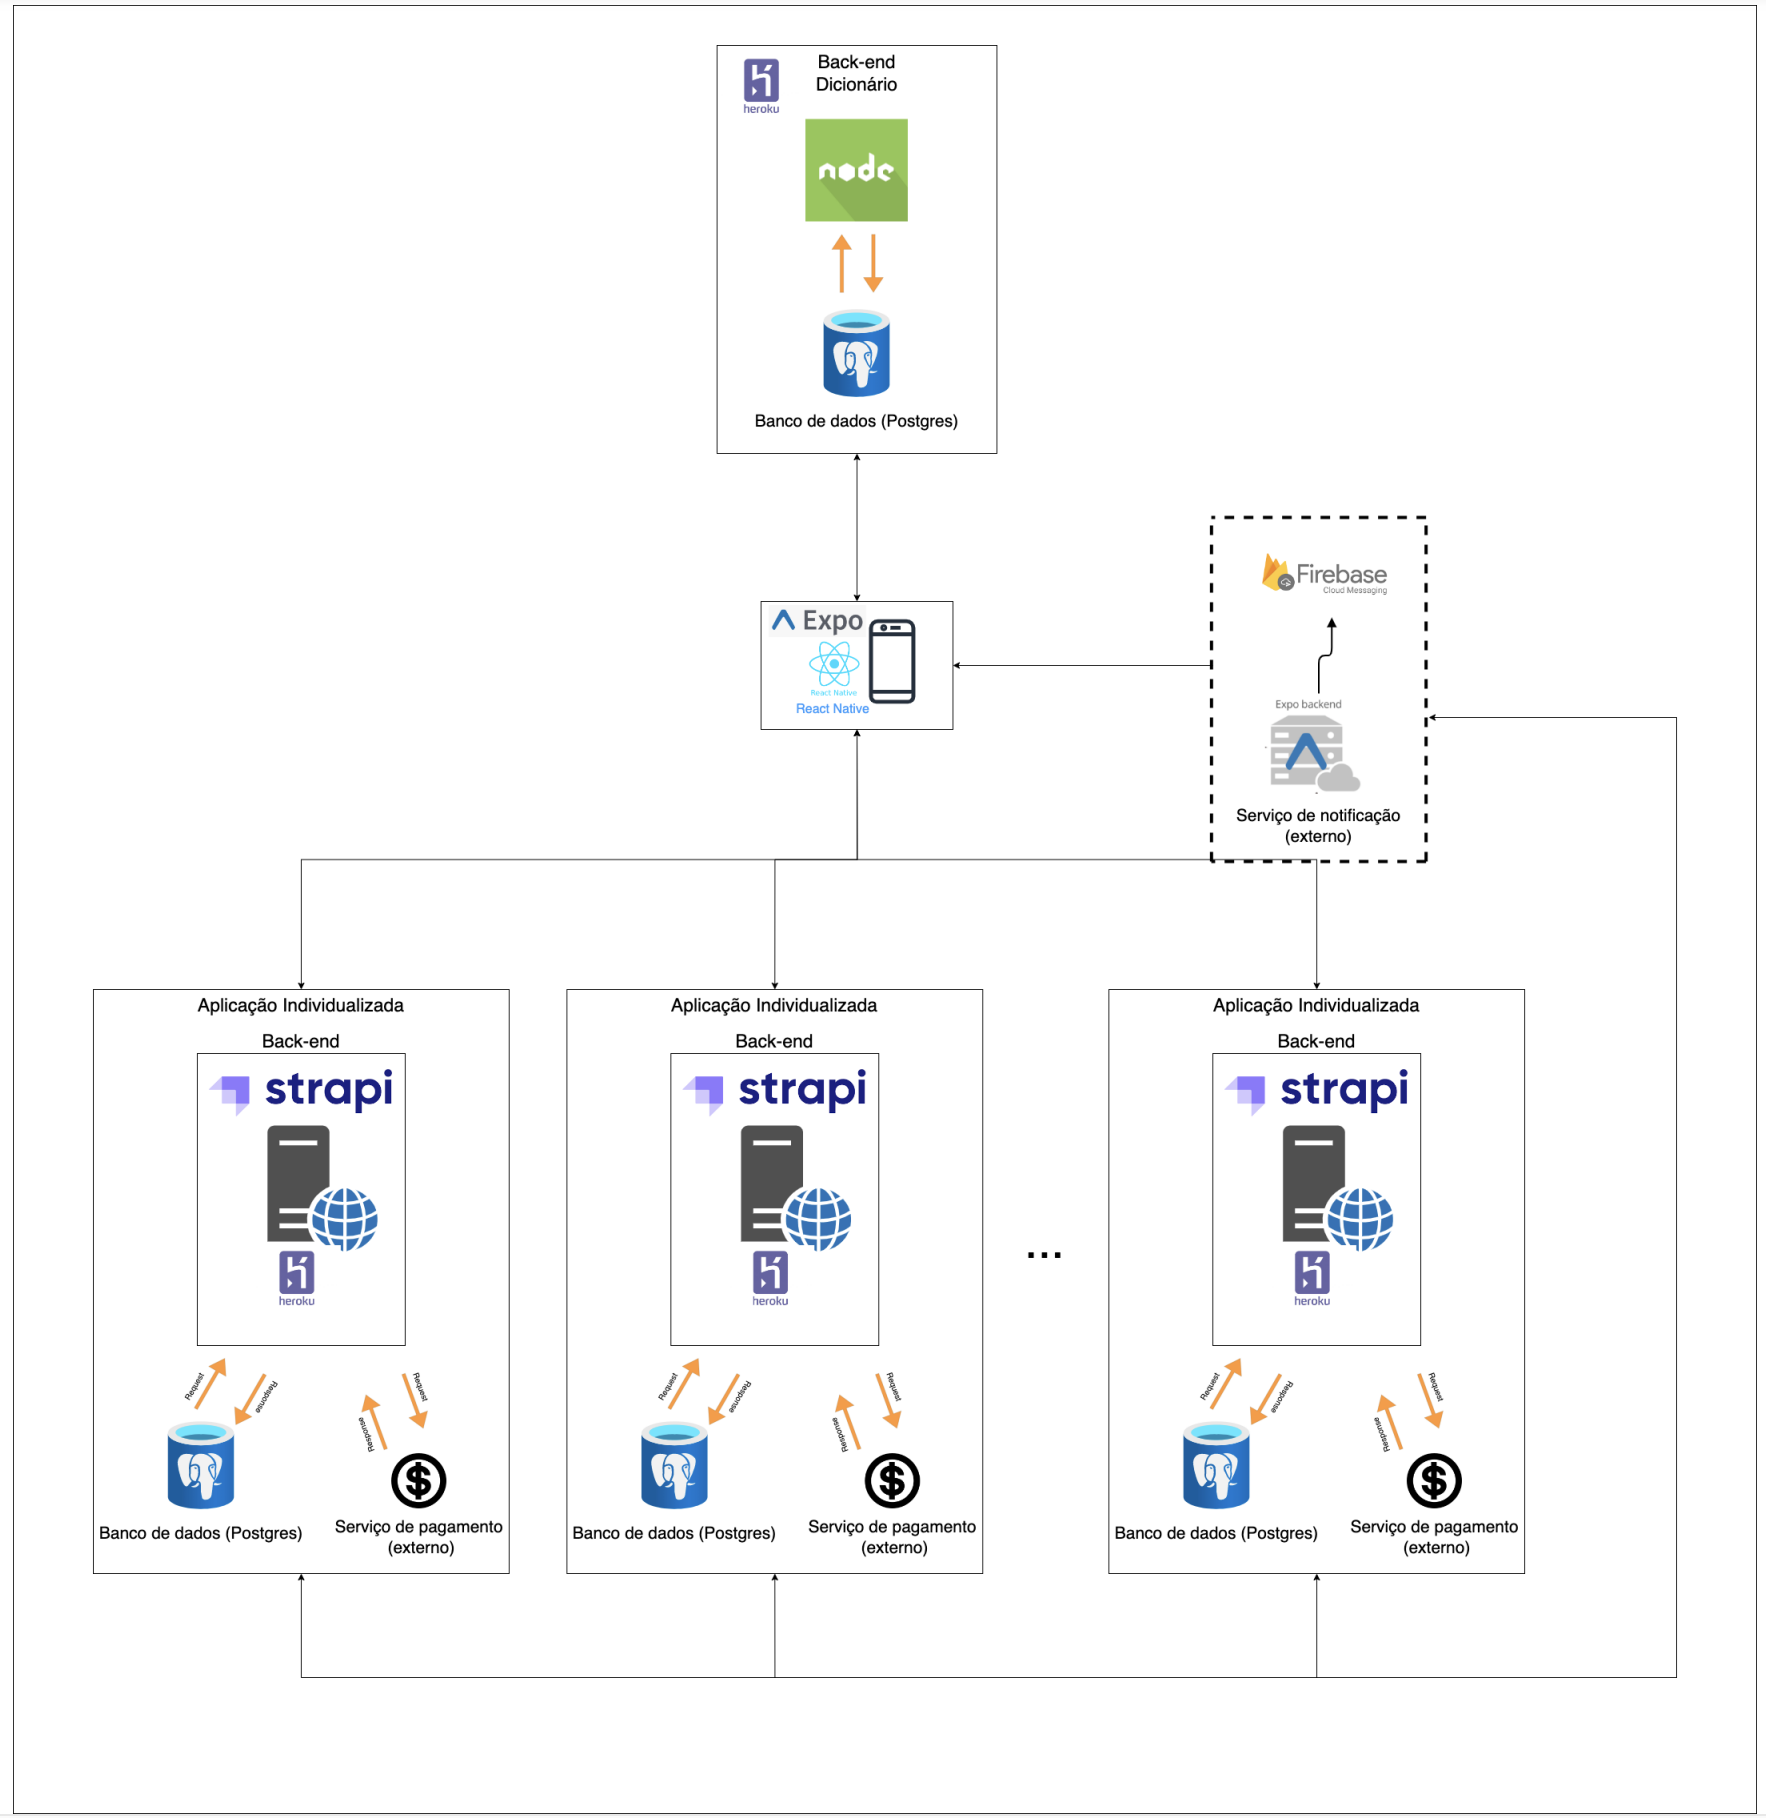 Back-end
Dicionário
heroku
node
Banco de dados (Postgres)
Firebase
Cloud Messaging
Expo
React Native
React Native
Expo backend
Serviço de notificação
(externo)
Aplicação Individualizada
Back-end
strapi
heroku
Request
Response
Response
Request
Banco de dados (Postgres)
Serviço de pagamento
(externo)
Aplicação Individualizada
Back-end
strapi
heroku
Request
Response
Response
Request
Banco de dados (Postgres)
Serviço de pagamento
(externo)
...
Aplicação Individualizada
Back-end
strapi
heroku
Request
Response
Response
Request
Banco de dados (Postgres)
Serviço de pagamento
(externo)